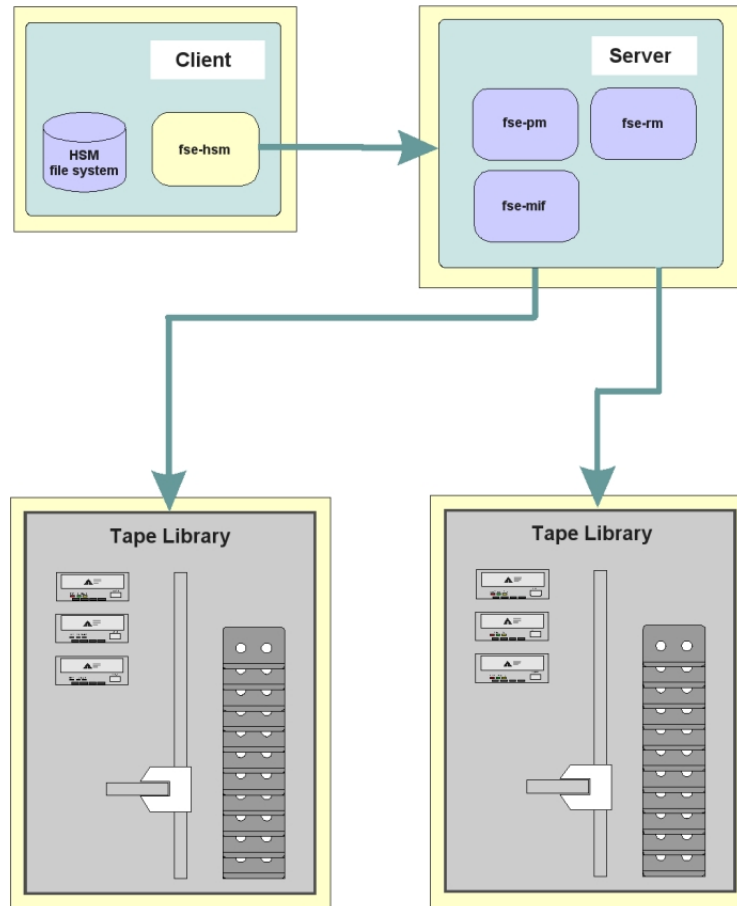 Client
Server
HSM
file system
fse-hsm
fse-pm
fse-rm
fse-mif
Tape Library
Tape Library